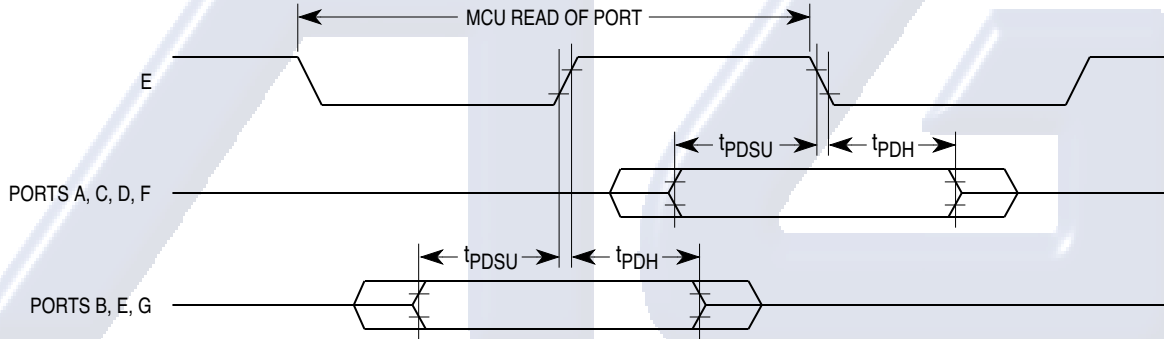 MCU READ OF PORT
E
tPDSU
tPDH
PORTS A, C, D, F
tPDSU
tPDH
PORTS B, E, G